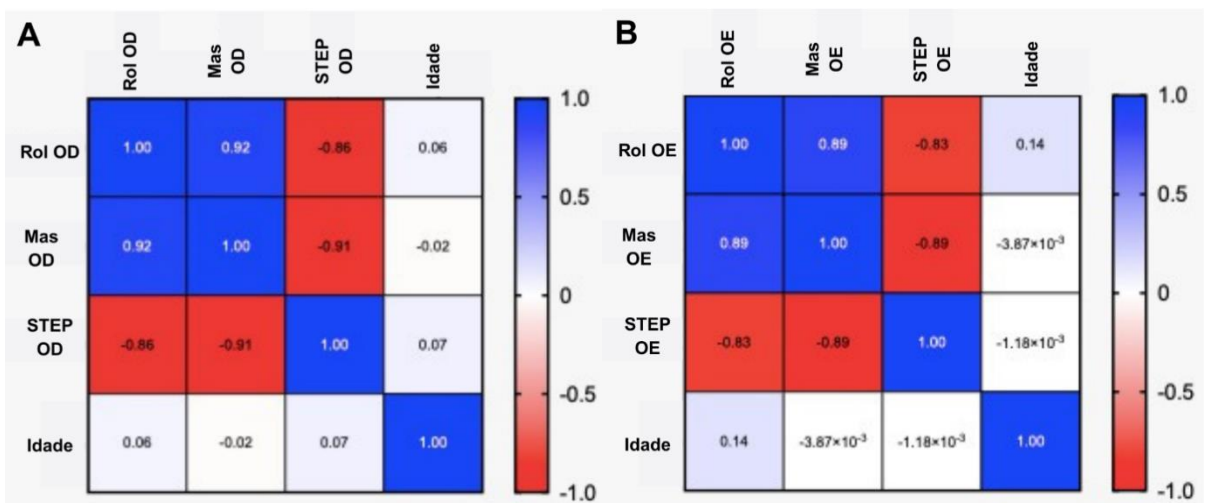 A
Rol OD
Mas
OD
STEP
OD
Idade
Rol OD
1.00
0.92
-0.86
0.06
Mas
OD
0.92
1.00
-0.91
-0.02
STEP
OD
-0.86
-0.91
1.00
0.07
Idade
0.06
-0.02
0.07
1.00
1.0
0.5
0
-0.5
-1.0
B
Rol OE
Mas
OE
STEP
OE
Idade
Rol OE
1.00
0.89
-0.83
0.14
Mas
OE
0.89
1.00
-0.89
-3.87×10⁻³
STEP
OE
-0.83
-0.89
1.00
-1.18×10⁻³
Idade
0.14
-3.87×10⁻³
-1.18×10⁻³
1.00
1.0
0.5
0
-0.5
-1.0